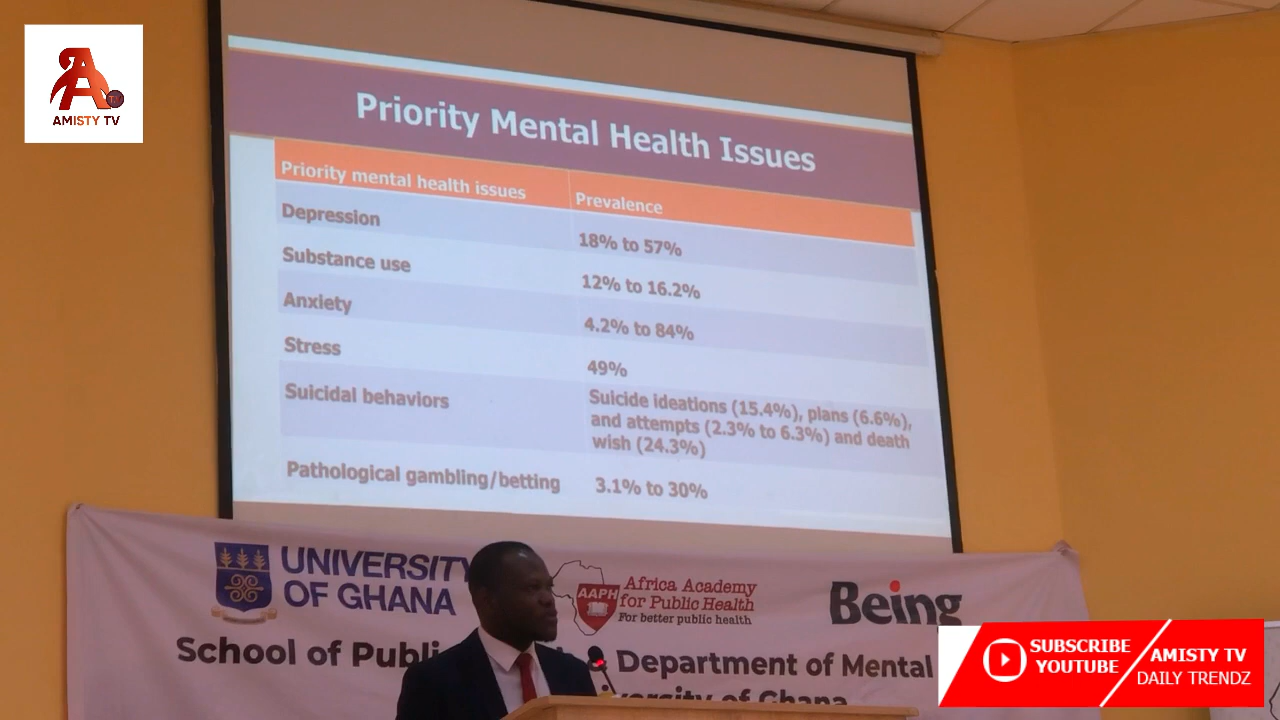 AMISTY TV
Priority Mental Health Issues
Priority mental health issues
Prevalence
Depression
18% to 57%
Substance use
12% to 16.2%
Anxiety
4.2% to 84%
Stress
49%
Suicidal behaviors
Suicide ideations (15.4%), plans (6.6%),
and attempts (2.3% to 6.3%) and death
wish (24.3%)
Pathological gambling/betting
3.1% to 30%
UNIVERSITY
OF GHANA
AAPH
Africa Academy
for Public Health
For better public health
Being
School of Publi & Department of Mental
of Ghana
SUBSCRIBE
YOUTUBE
AMISTY TV
DAILY TRENDZ